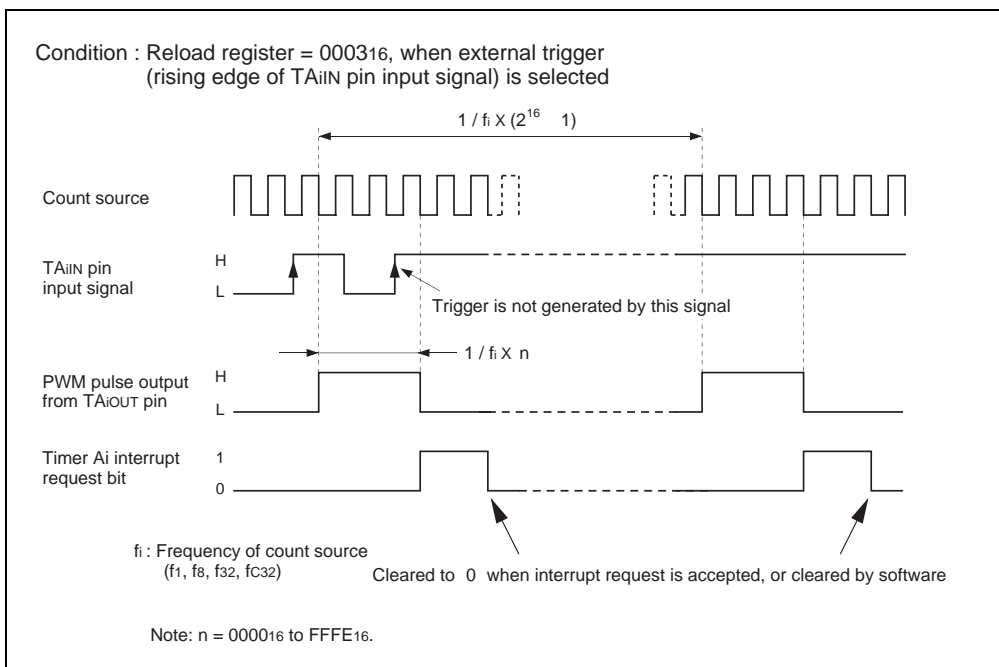 Condition : Reload register = 000316, when external trigger
(rising edge of TAiIN pin input signal) is selected
1 / fi X (2^16 1)
Count source
TAiIN pin
input signal
H
L
Trigger is not generated by this signal
1 / fi X n
PWM pulse output
from TAiOUT pin
H
L
Timer Ai interrupt
request bit
1
0
fi : Frequency of count source
(f1, f8, f32, fC32)
Cleared to 0 when interrupt request is accepted, or cleared by software
Note: n = 000016 to FFFE16.